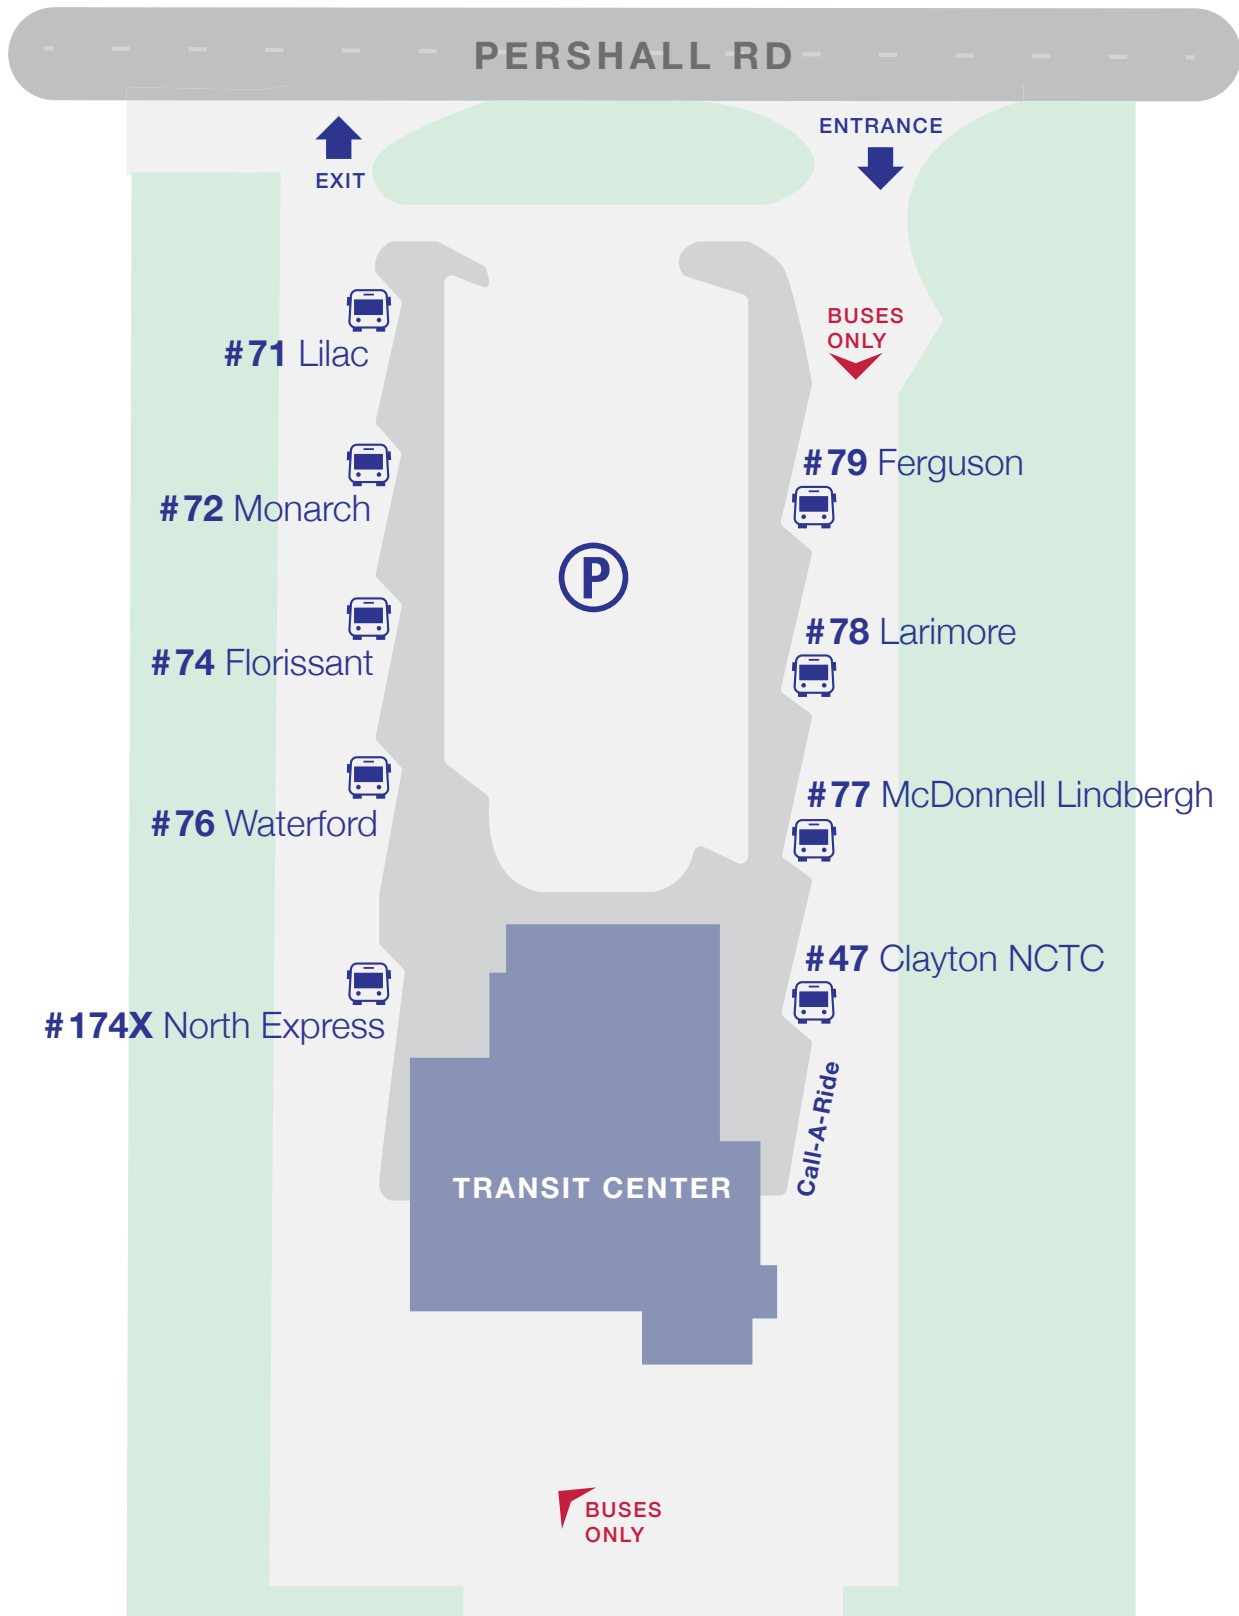 PERSHALL RD
ENTRANCE
EXIT
BUSES
ONLY
#71 Lilac
#72 Monarch
#74 Florissant
#76 Waterford
#174X North Express
P
#79 Ferguson
#78 Larimore
#77 McDonnell Lindbergh
#47 Clayton NCTC
Call-A-Ride
TRANSIT CENTER
BUSES
ONLY